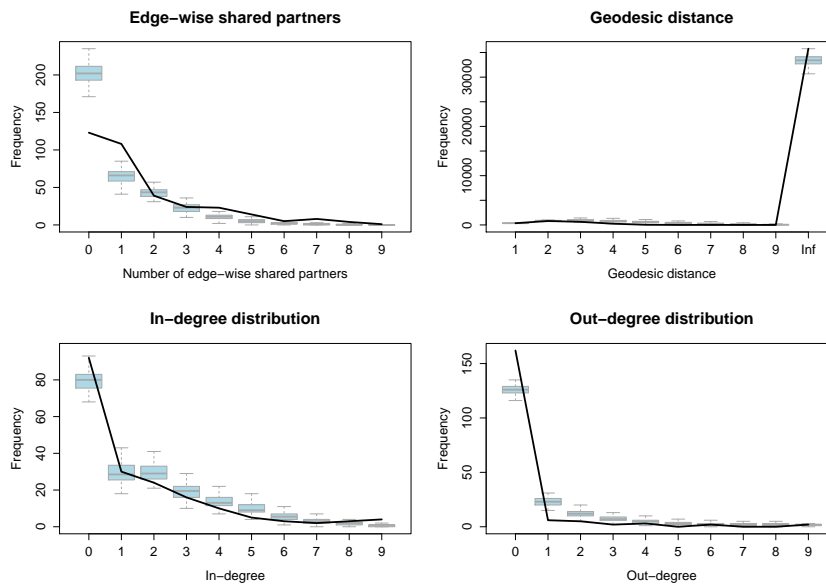 Edge−wise shared partners
Frequency
200
150
100
50
0
0 1 2 3 4 5 6 7 8 9
Number of edge−wise shared partners
Geodesic distance
Frequency
30000
20000
10000
0
1 2 3 4 5 6 7 8 9 Inf
Geodesic distance
In−degree distribution
Frequency
80
60
40
20
0
0 1 2 3 4 5 6 7 8 9
In−degree
Out−degree distribution
Frequency
150
100
50
0
0 1 2 3 4 5 6 7 8 9
Out−degree